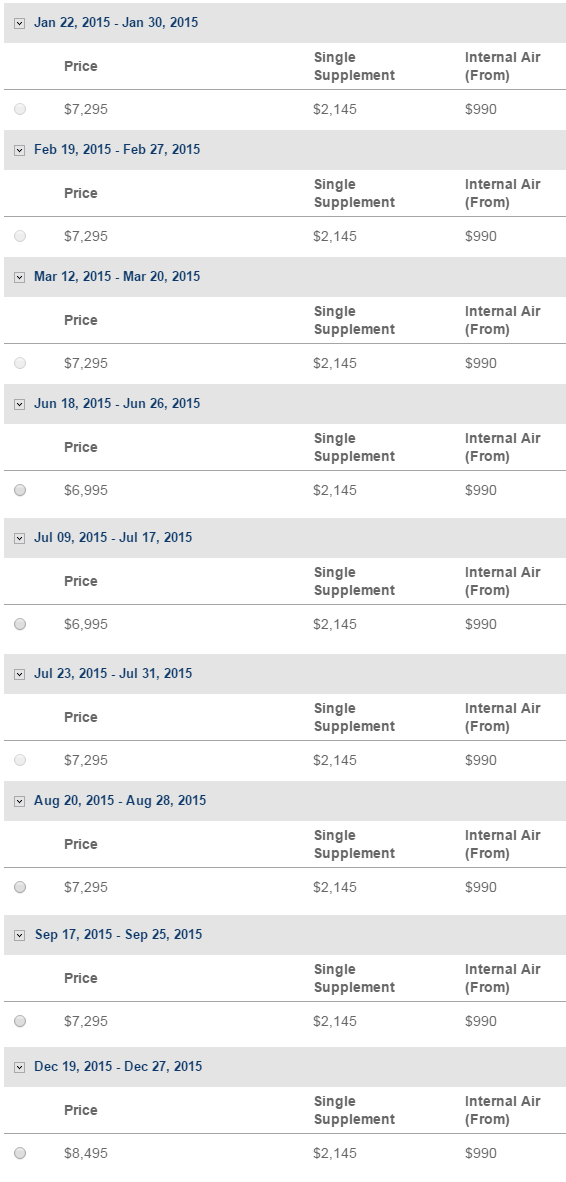 Jan 22, 2015 - Jan 30, 2015
Price Single Supplement Internal Air (From)
$7,295 $2,145 $990
Feb 19, 2015 - Feb 27, 2015
Price Single Supplement Internal Air (From)
$7,295 $2,145 $990
Mar 12, 2015 - Mar 20, 2015
Price Single Supplement Internal Air (From)
$7,295 $2,145 $990
Jun 18, 2015 - Jun 26, 2015
Price Single Supplement Internal Air (From)
$6,995 $2,145 $990
Jul 09, 2015 - Jul 17, 2015
Price Single Supplement Internal Air (From)
$6,995 $2,145 $990
Jul 23, 2015 - Jul 31, 2015
Price Single Supplement Internal Air (From)
$7,295 $2,145 $990
Aug 20, 2015 - Aug 28, 2015
Price Single Supplement Internal Air (From)
$7,295 $2,145 $990
Sep 17, 2015 - Sep 25, 2015
Price Single Supplement Internal Air (From)
$7,295 $2,145 $990
Dec 19, 2015 - Dec 27, 2015
Price Single Supplement Internal Air (From)
$8,495 $2,145 $990